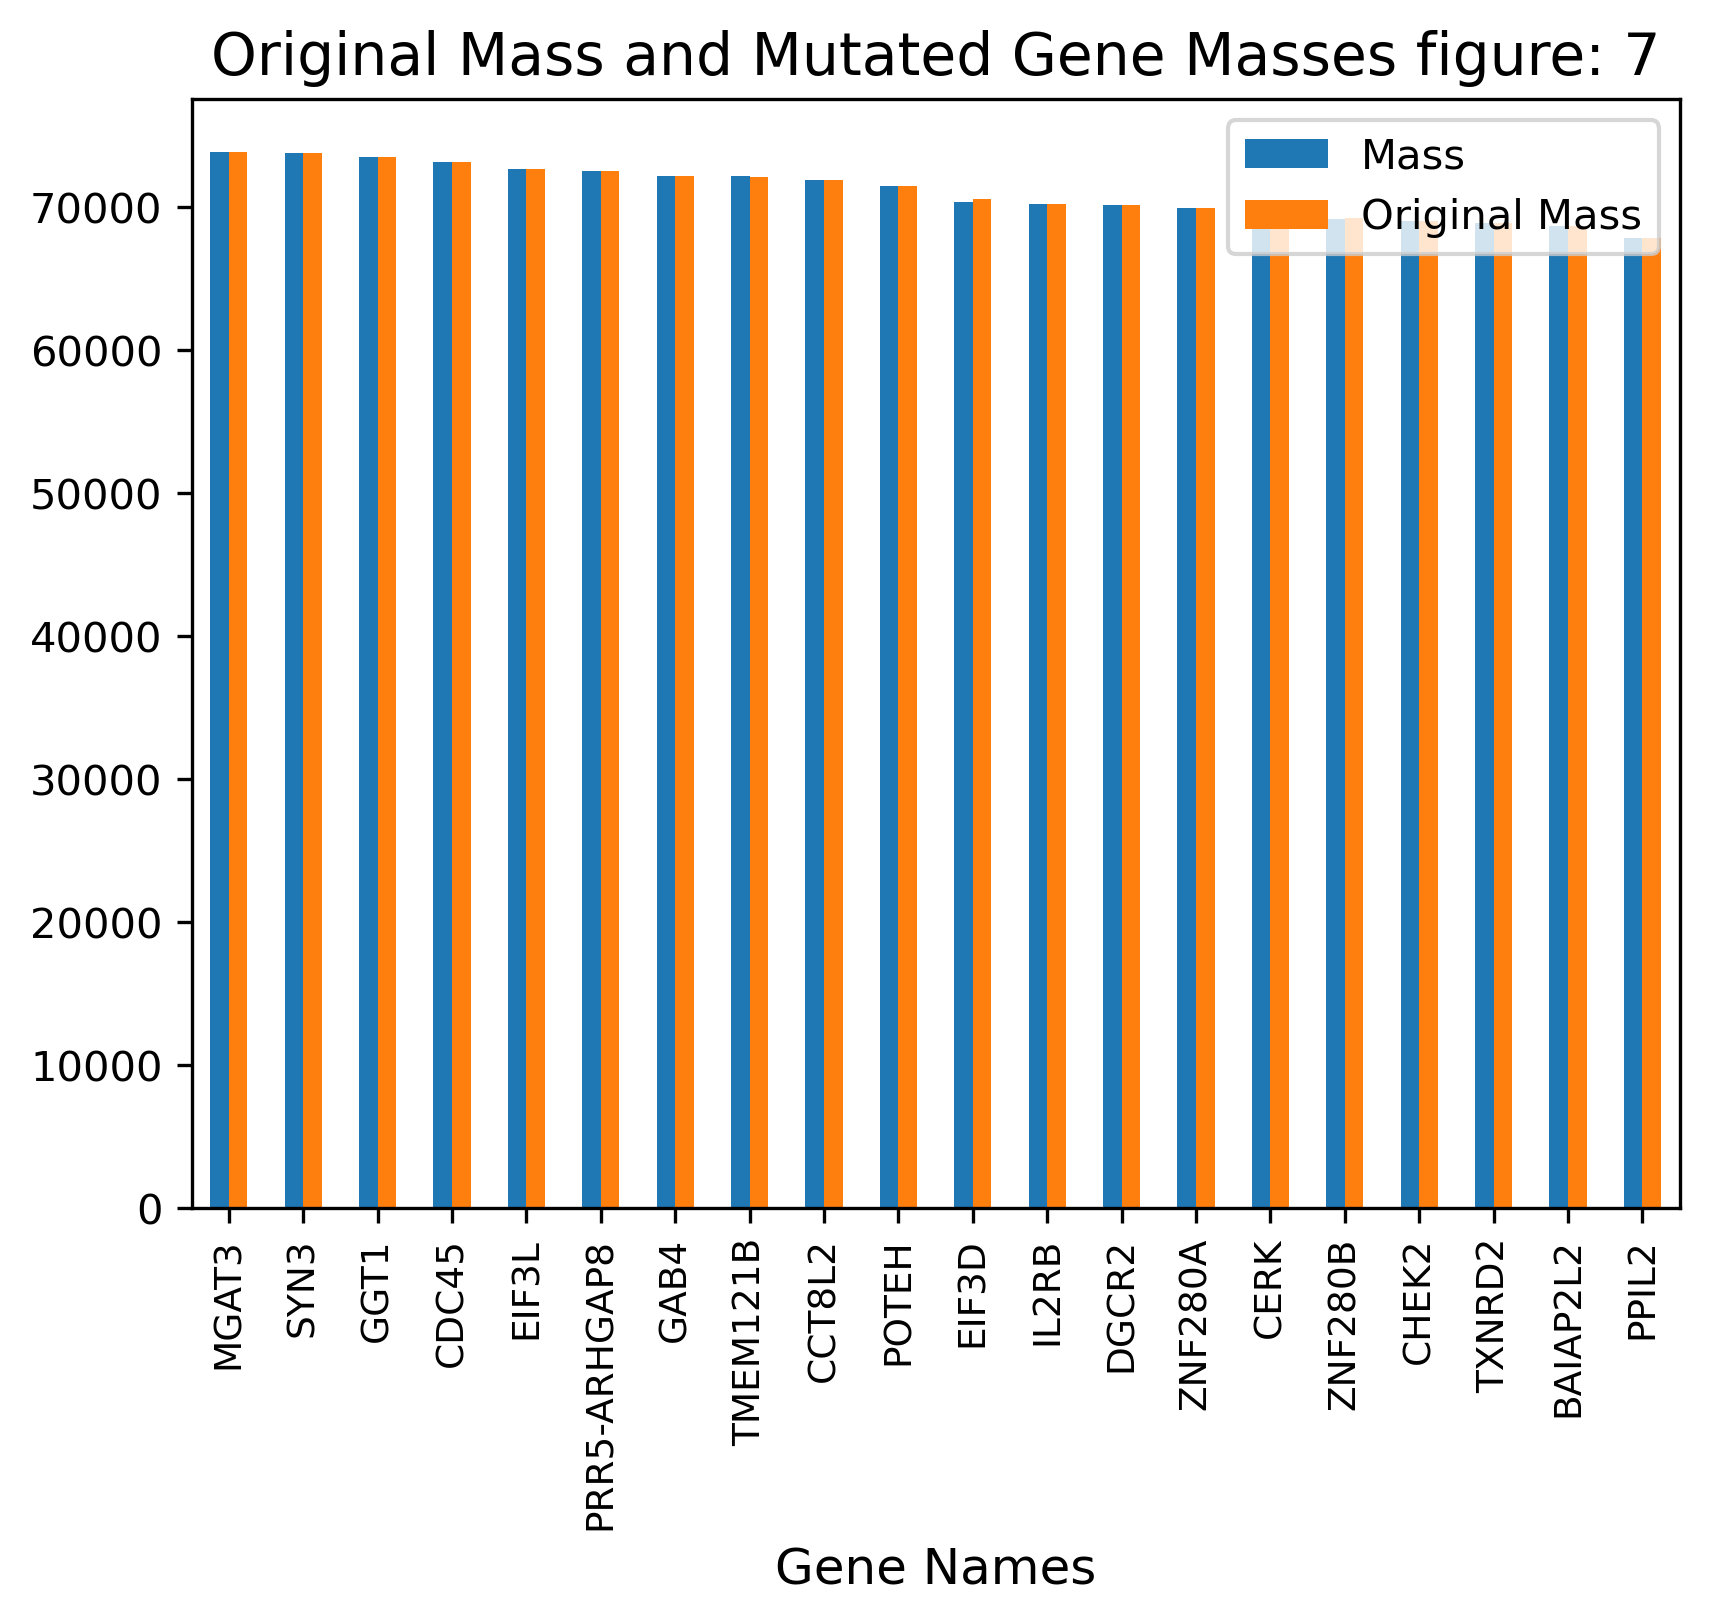 Original Mass and Mutated Gene Masses figure: 7
Mass
Original Mass
70000
60000
50000
40000
30000
20000
10000
0
MGAT3
SYN3
GGT1
CDC45
EIF3L
PRR5-ARHGAP8
GAB4
TMEM121B
CCT8L2
POTEH
EIF3D
IL2RB
DGCR2
ZNF280A
CERK
ZNF280B
CHEK2
TXNRD2
BAIAP2L2
PPIL2
Gene Names